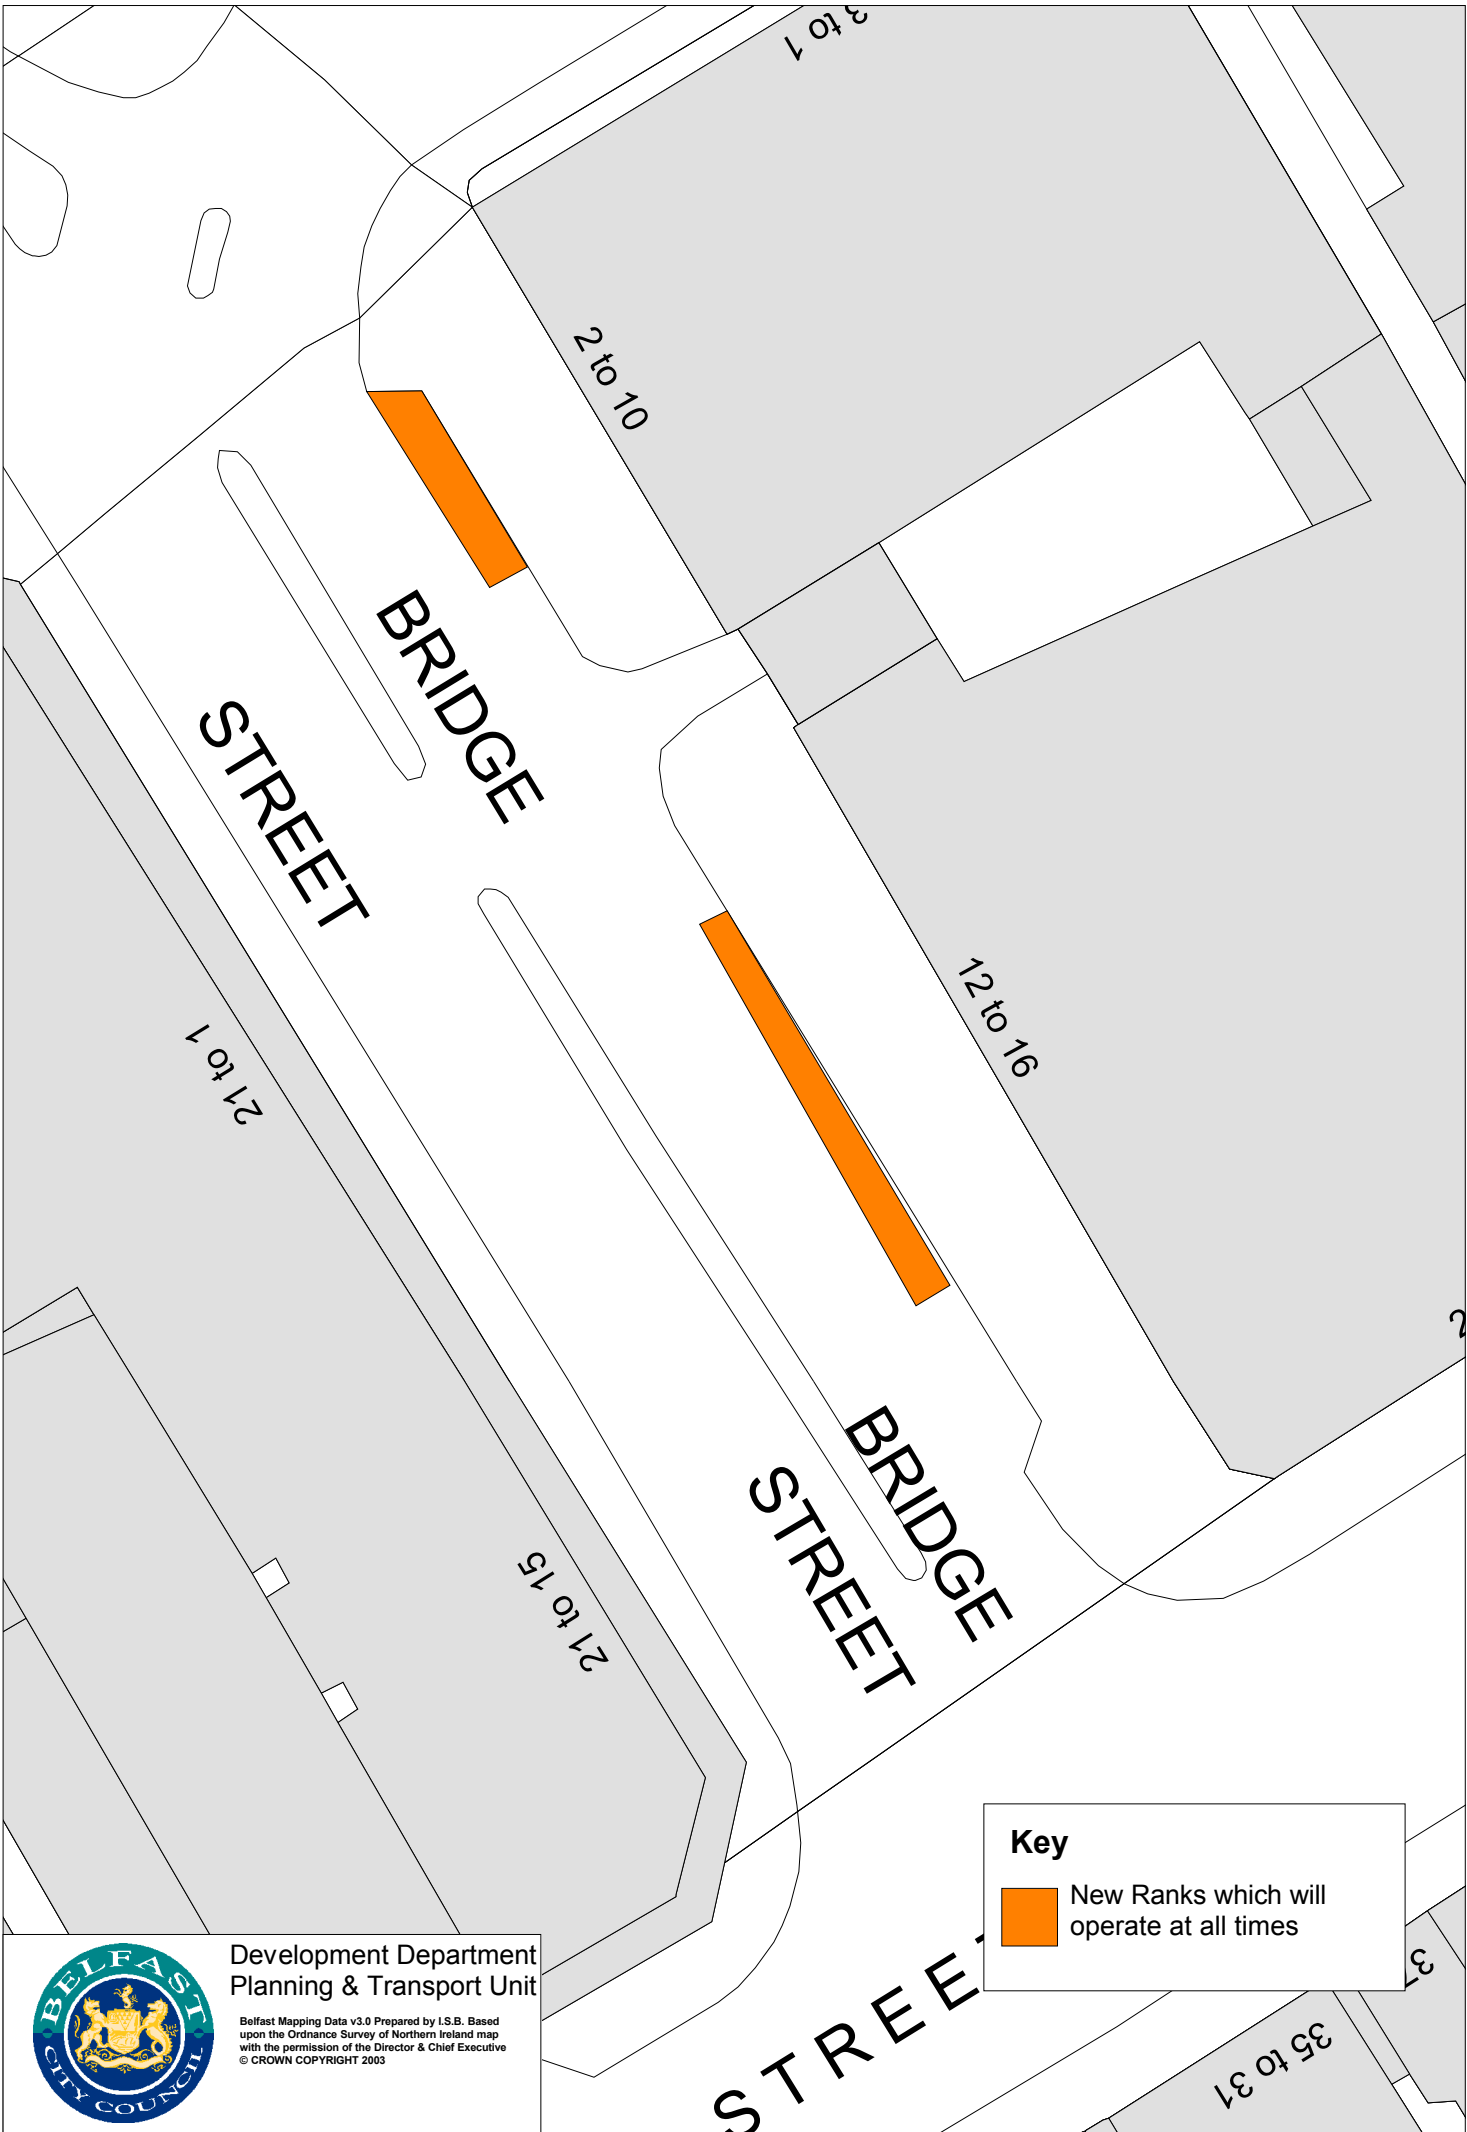 3 to 1
2 to 10
BRIDGE
STREET
12 to 16
21 to 1
2
BRIDGE
STREET
21 to 15
Key
New Ranks which will
operate at all times
STREET
37
35 to 31
BELFAST
CITY COUNCIL
Development Department
Planning & Transport Unit
Belfast Mapping Data v3.0 Prepared by I.S.B. Based
upon the Ordnance Survey of Northern Ireland map
with the permission of the Director & Chief Executive
© CROWN COPYRIGHT 2003